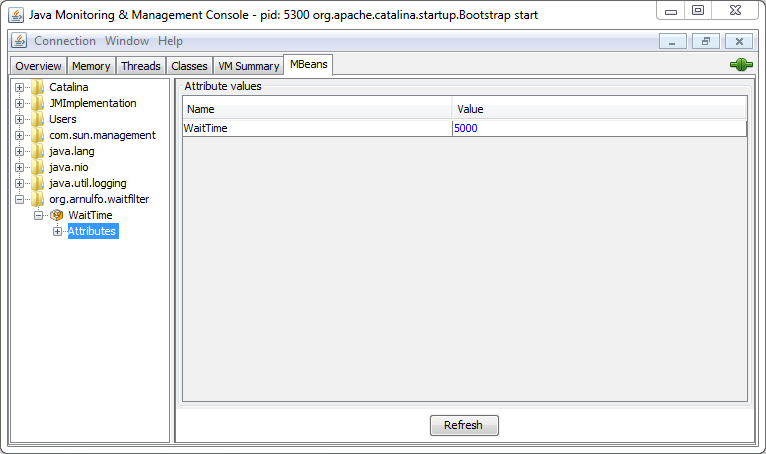 Java Monitoring & Management Console - pid: 5300 org.apache.catalina.startup.Bootstrap start
Connection Window Help
Overview Memory Threads Classes VM Summary MBeans
Catalina
JMImplementation
Users
com.sun.management
java.lang
java.nio
java.util.logging
org.arnulfo.waitfilter
WaitTime
Attributes
Attribute values
Name Value
WaitTime 5000
Refresh